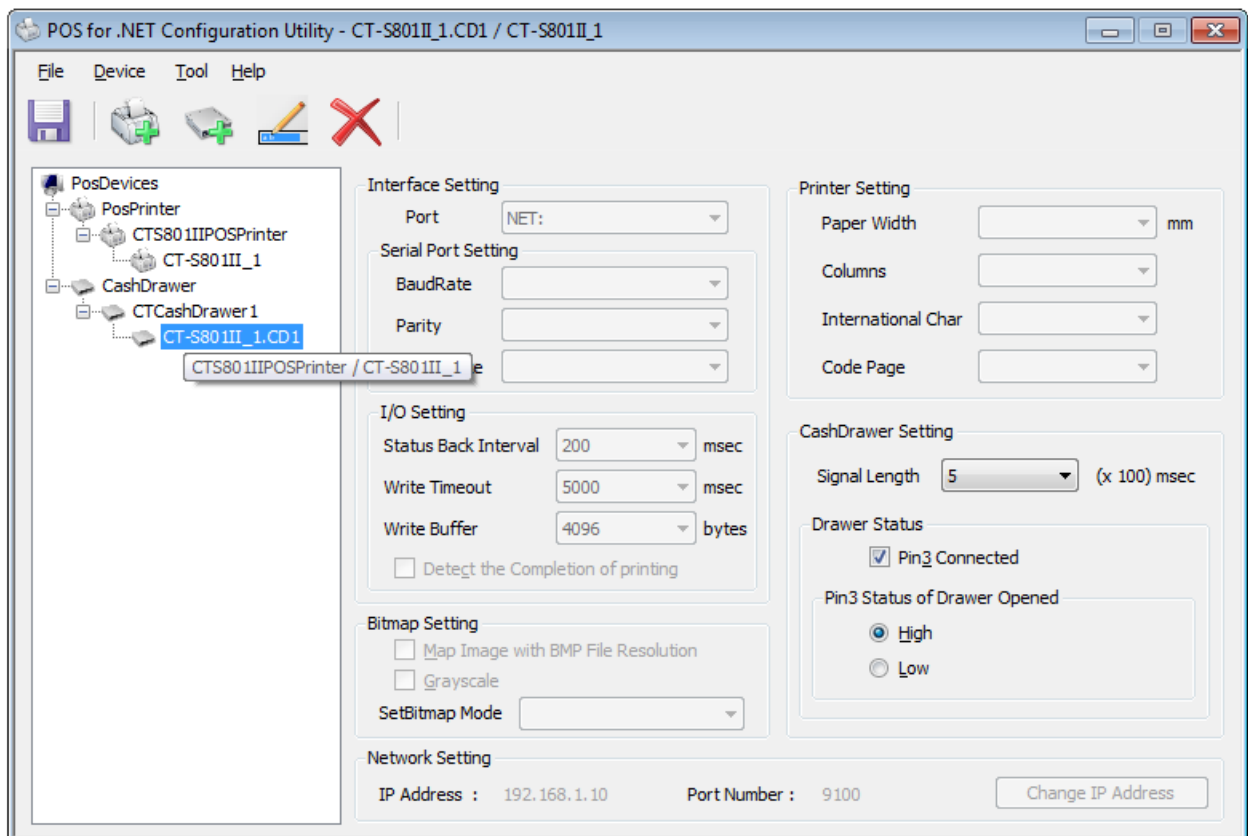 POS for .NET Configuration Utility - CT-S801II_1.CD1 / CT-S801II_1
File Device Tool Help
PosDevices
PosPrinter
CTS801IIPOSPrinter
CT-S801II_1
CashDrawer
CTCashDrawer1
CT-S801II_1.CD1
CTS801IIPOSPrinter / CT-S801II_1
Interface Setting
Port NET:
Serial Port Setting
BaudRate
Parity
I/O Setting
Status Back Interval 200 msec
Write Timeout 5000 msec
Write Buffer 4096 bytes
Detect the Completion of printing
Bitmap Setting
Map Image with BMP File Resolution
Grayscale
SetBitmap Mode
Printer Setting
Paper Width mm
Columns
International Char
Code Page
CashDrawer Setting
Signal Length 5 (x 100) msec
Drawer Status
Pin3 Connected
Pin3 Status of Drawer Opened
High
Low
Network Setting
IP Address : 192.168.1.10 Port Number : 9100 Change IP Address